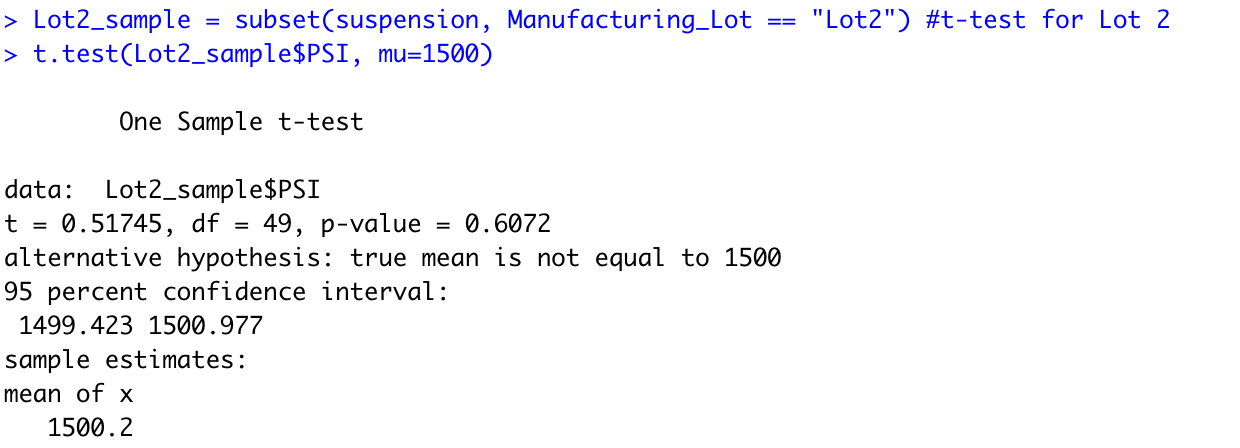 > Lot2_sample = subset(suspension, Manufacturing_Lot == "Lot2") #t-test for Lot 2
> t.test(Lot2_sample$PSI, mu=1500)
One Sample t-test
data:  Lot2_sample$PSI
t = 0.51745, df = 49, p-value = 0.6072
alternative hypothesis: true mean is not equal to 1500
95 percent confidence interval:
1499.423 1500.977
sample estimates:
mean of x
1500.2